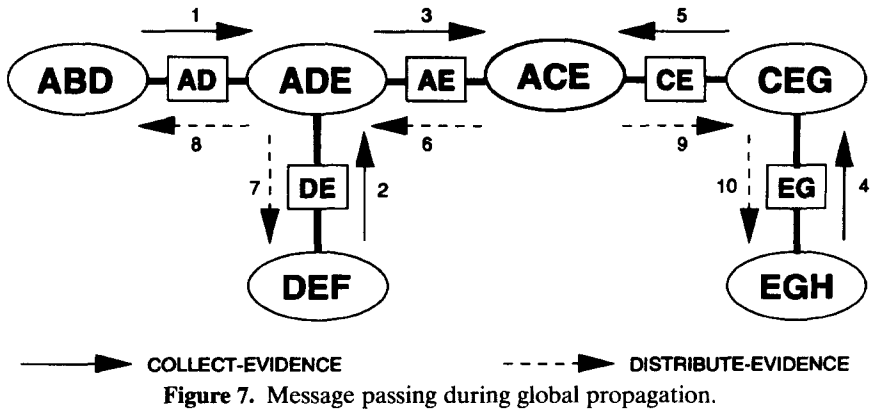 1 3 5
ABD AD ADE AE ACE CE CEG
8 6 9
7 DE 2 10 EG 4
DEF EGH
COLLECT-EVIDENCE DISTRIBUTE-EVIDENCE
Figure 7. Message passing during global propagation.